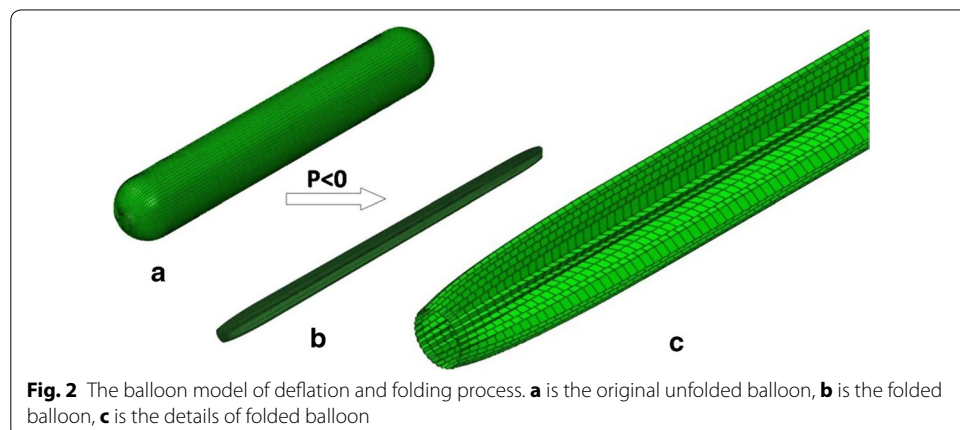 P<0
a
b
c
Fig. 2 The balloon model of deflation and folding process. a is the original unfolded balloon, b is the folded
balloon, c is the details of folded balloon